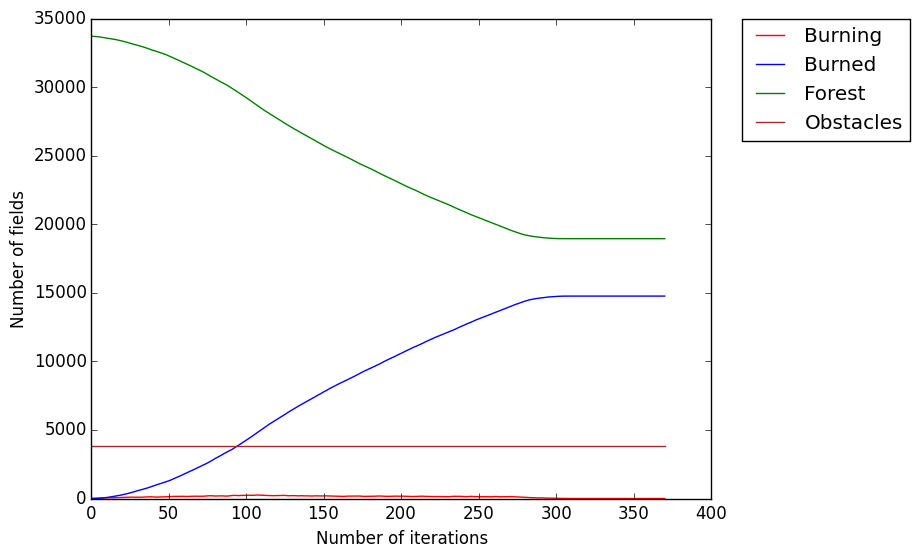 35000
30000
25000
20000
15000
10000
5000
0
Number of fields
0 50 100 150 200 250 300 350 400
Number of iterations
Burning
Burned
Forest
Obstacles